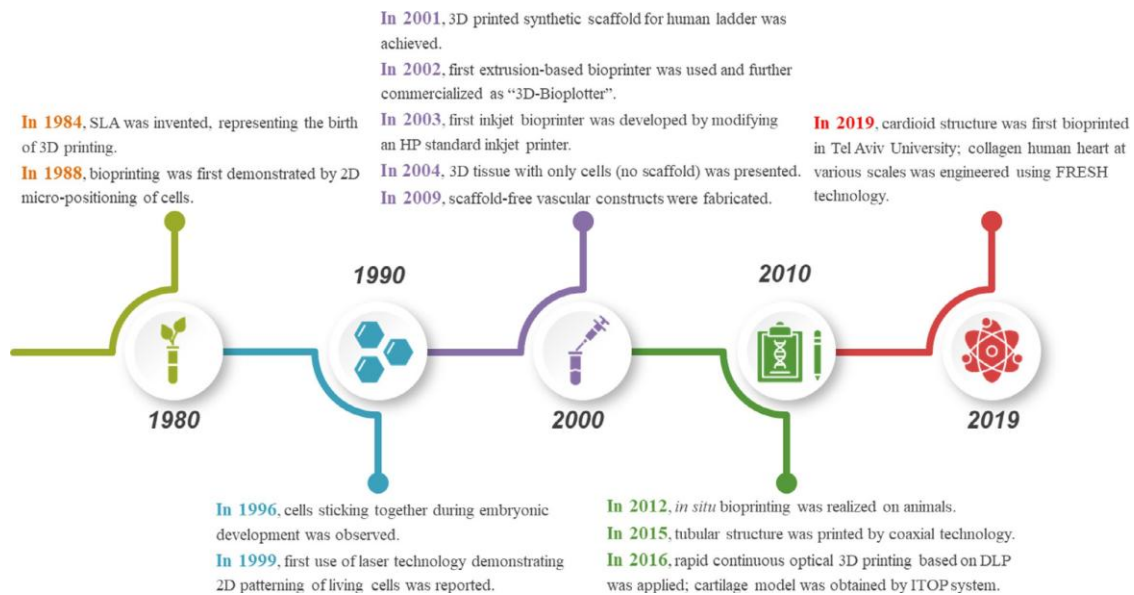 In 1984, SLA was invented, representing the birth
of 3D printing.
In 1988, bioprinting was first demonstrated by 2D
micro-positioning of cells.
In 2001, 3D printed synthetic scaffold for human ladder was
achieved.
In 2002, first extrusion-based bioprinter was used and further
commercialized as “3D-Bioplotter”.
In 2003, first inkjet bioprinter was developed by modifying
an HP standard inkjet printer.
In 2004, 3D tissue with only cells (no scaffold) was presented.
In 2009, scaffold-free vascular constructs were fabricated.
In 2019, cardioid structure was first bioprinted
in Tel Aviv University; collagen human heart at
various scales was engineered using FRESH
technology.
1980
1990
2000
2010
2019
In 1996, cells sticking together during embryonic
development was observed.
In 1999, first use of laser technology demonstrating
2D patterning of living cells was reported.
In 2012, in situ bioprinting was realized on animals.
In 2015, tubular structure was printed by coaxial technology.
In 2016, rapid continuous optical 3D printing based on DLP
was applied; cartilage model was obtained by ITOP system.